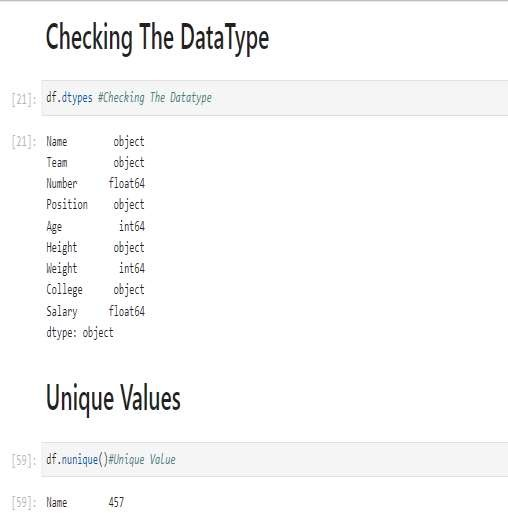 Checking The DataType
[21]: df.dtypes #Checking The Datatype
[21]: Name object
Team object
Number float64
Position object
Age int64
Height object
Weight int64
College object
Salary float64
dtype: object
Unique Values
[59]: df.nunique()#Unique Value
[59]: Name 457